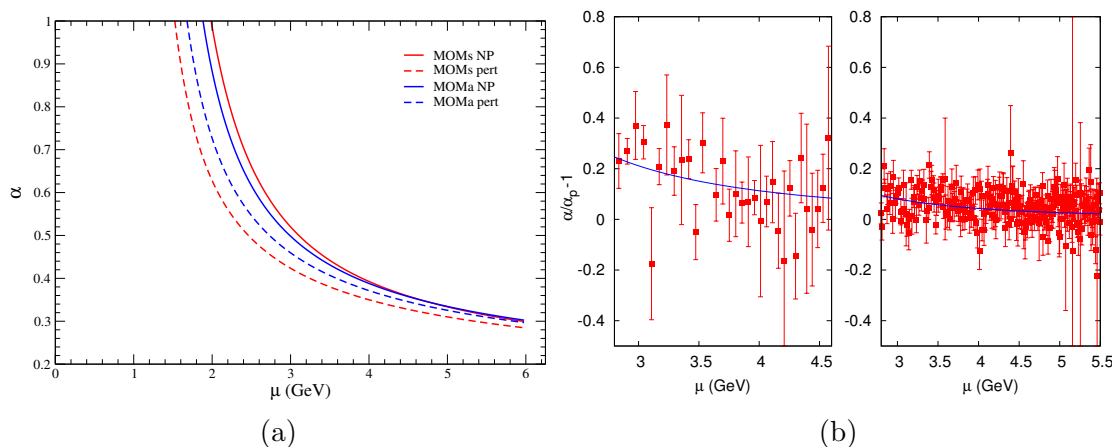 1
0.9
0.8
0.7
0.6
0.5
0.4
0.3
0.2
α
0 1 2 3 4 5 6
μ (GeV)
MOMs NP
MOMs pert
MOMa NP
MOMa pert
(a)
0.8
0.6
0.4
0.2
0
-0.2
-0.4
α/αp-1
3 3.5 4 4.5
μ (GeV)
0.8
0.6
0.4
0.2
0
-0.2
-0.4
3 3.5 4 4.5 5 5.5
μ (GeV)
(b)